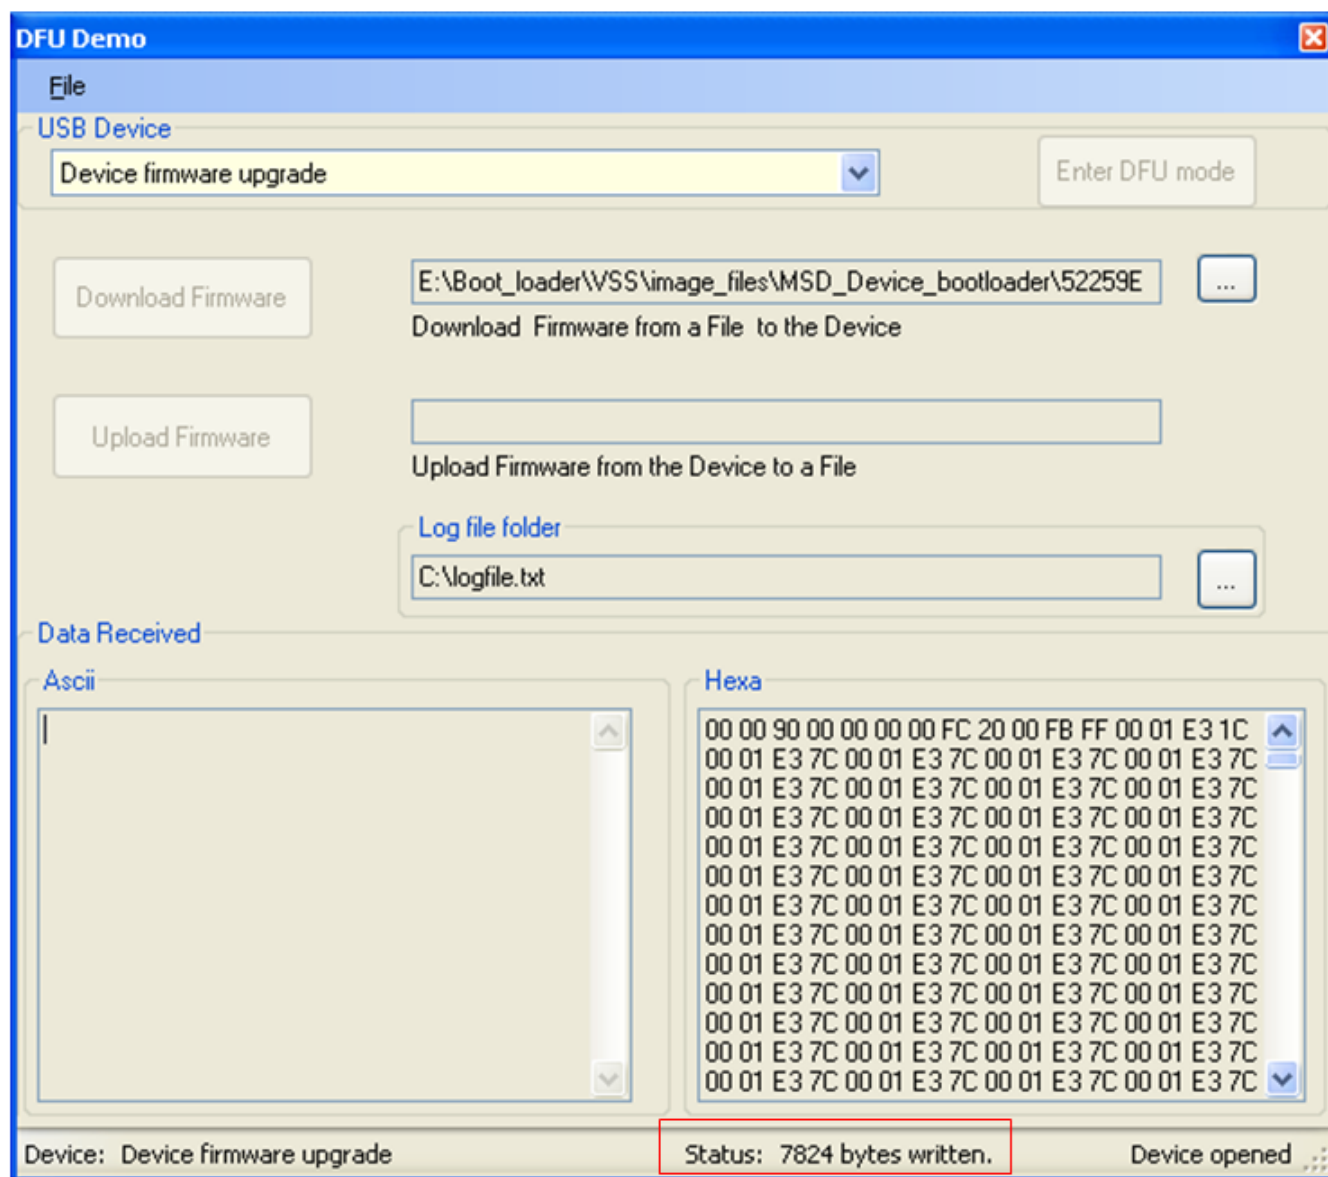 DFU Demo
File
USB Device
Device firmware upgrade
Enter DFU mode
Download Firmware
E:\Boot_loader\VSS\image_files\MSD_Device_bootloader\52259E
...
Download  Firmware from a File  to the Device
Upload Firmware
Upload Firmware from the Device to a File
Log file folder
C:\logfile.txt
...
Data Received
Ascii
Hexa
00 00 90 00 00 00 00 FC 20 00 FB FF 00 01 E3 1C
00 01 E3 7C 00 01 E3 7C 00 01 E3 7C 00 01 E3 7C
00 01 E3 7C 00 01 E3 7C 00 01 E3 7C 00 01 E3 7C
00 01 E3 7C 00 01 E3 7C 00 01 E3 7C 00 01 E3 7C
00 01 E3 7C 00 01 E3 7C 00 01 E3 7C 00 01 E3 7C
00 01 E3 7C 00 01 E3 7C 00 01 E3 7C 00 01 E3 7C
00 01 E3 7C 00 01 E3 7C 00 01 E3 7C 00 01 E3 7C
00 01 E3 7C 00 01 E3 7C 00 01 E3 7C 00 01 E3 7C
00 01 E3 7C 00 01 E3 7C 00 01 E3 7C 00 01 E3 7C
00 01 E3 7C 00 01 E3 7C 00 01 E3 7C 00 01 E3 7C
00 01 E3 7C 00 01 E3 7C 00 01 E3 7C 00 01 E3 7C
00 01 E3 7C 00 01 E3 7C 00 01 E3 7C 00 01 E3 7C
00 01 E3 7C 00 01 E3 7C 00 01 E3 7C 00 01 E3 7C
Device:  Device firmware upgrade
Status:  7824 bytes written.
Device opened